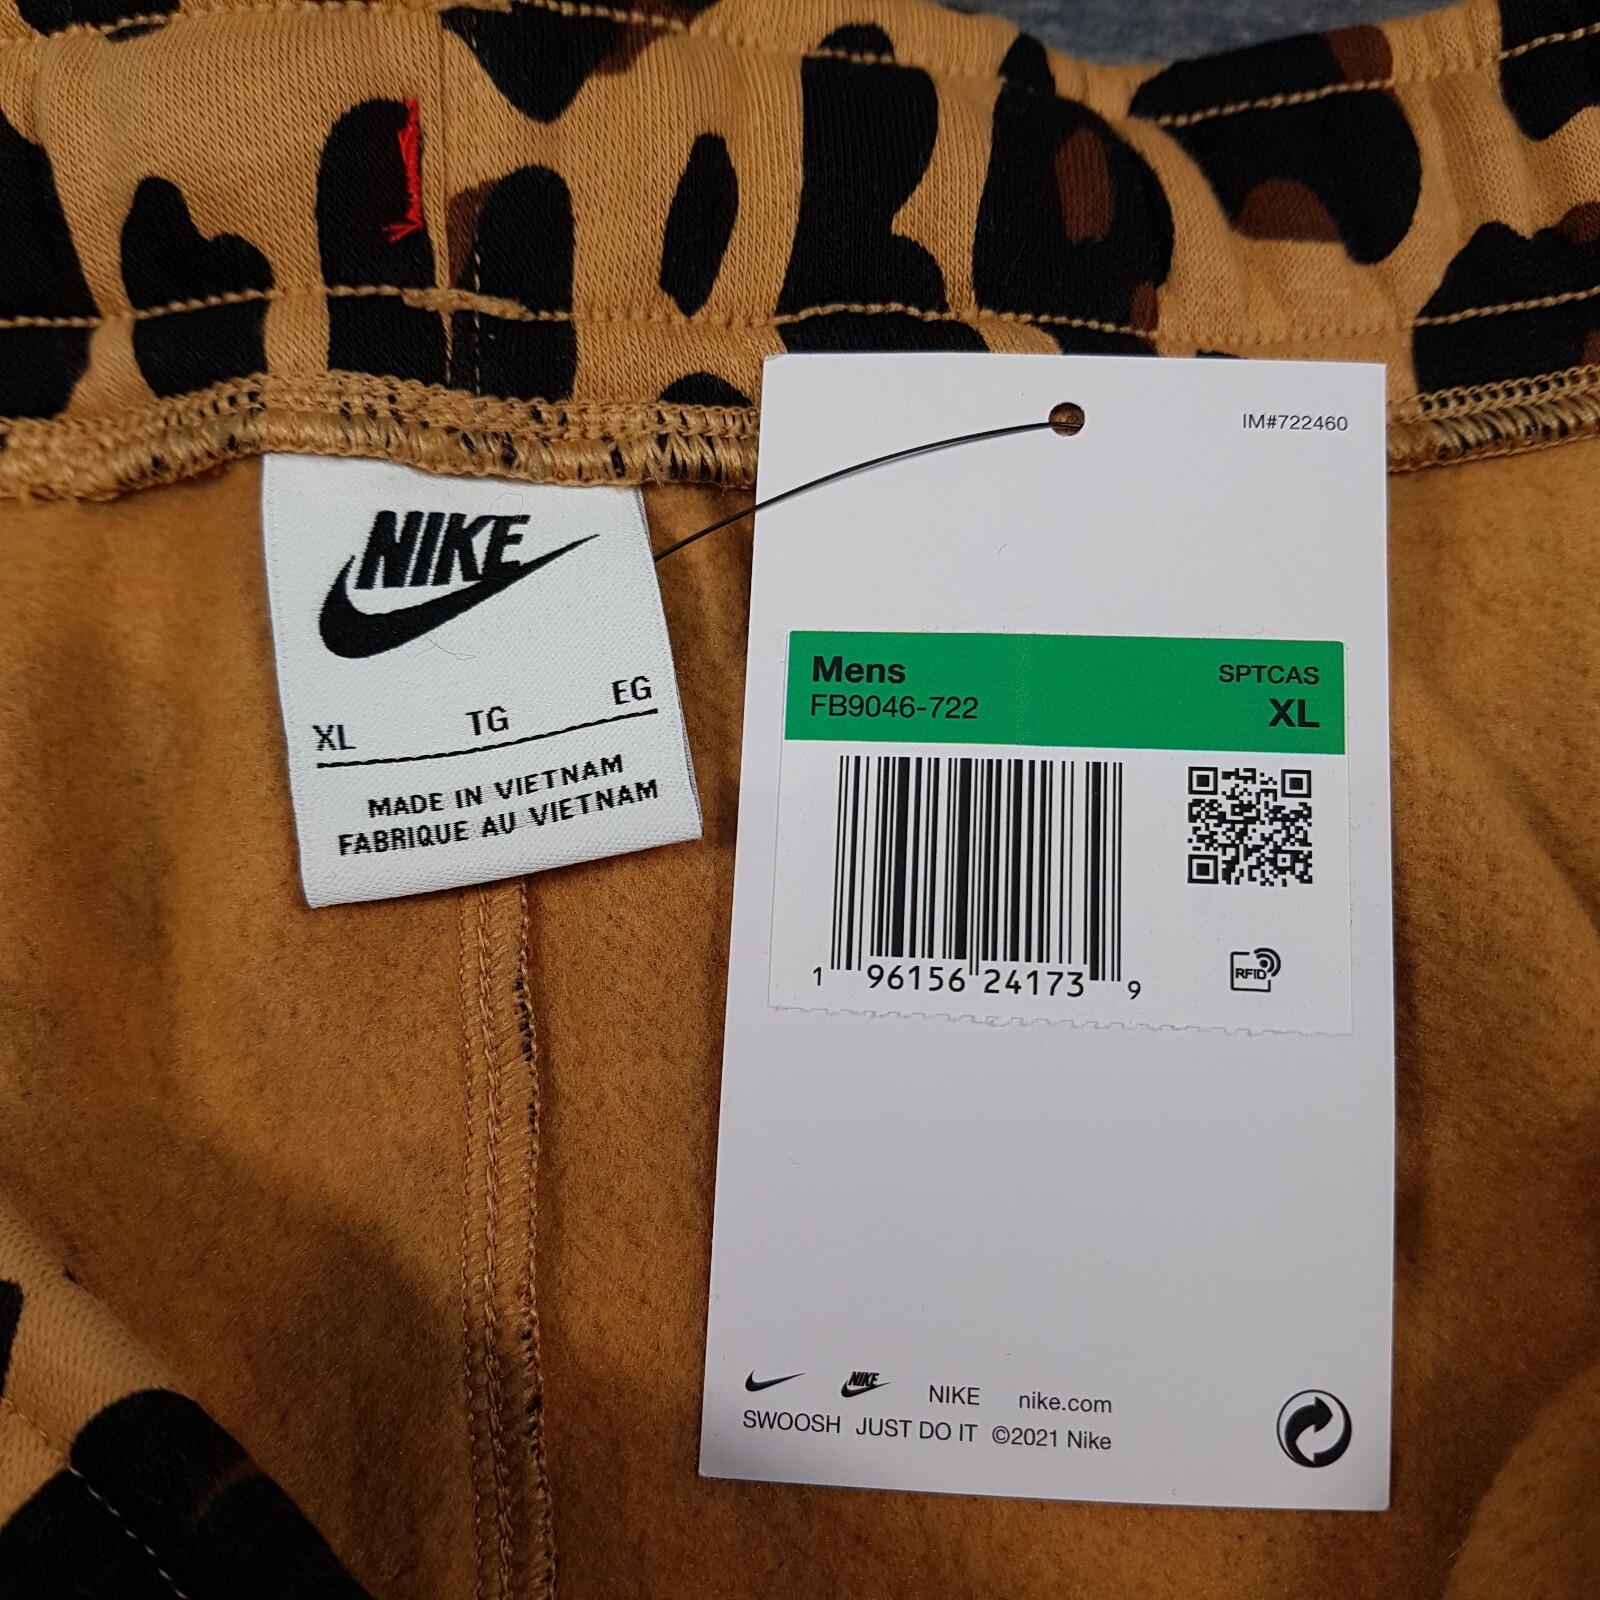 NIKE
XL TG EG
MADE IN VIETNAM
FABRIQUE AU VIETNAM
IM#722460
Mens SPTCAS
FB9046-722 XL
1 96156 24173 9
RFID
NIKE NIKE nike.com
SWOOSH JUST DO IT ©2021 Nike